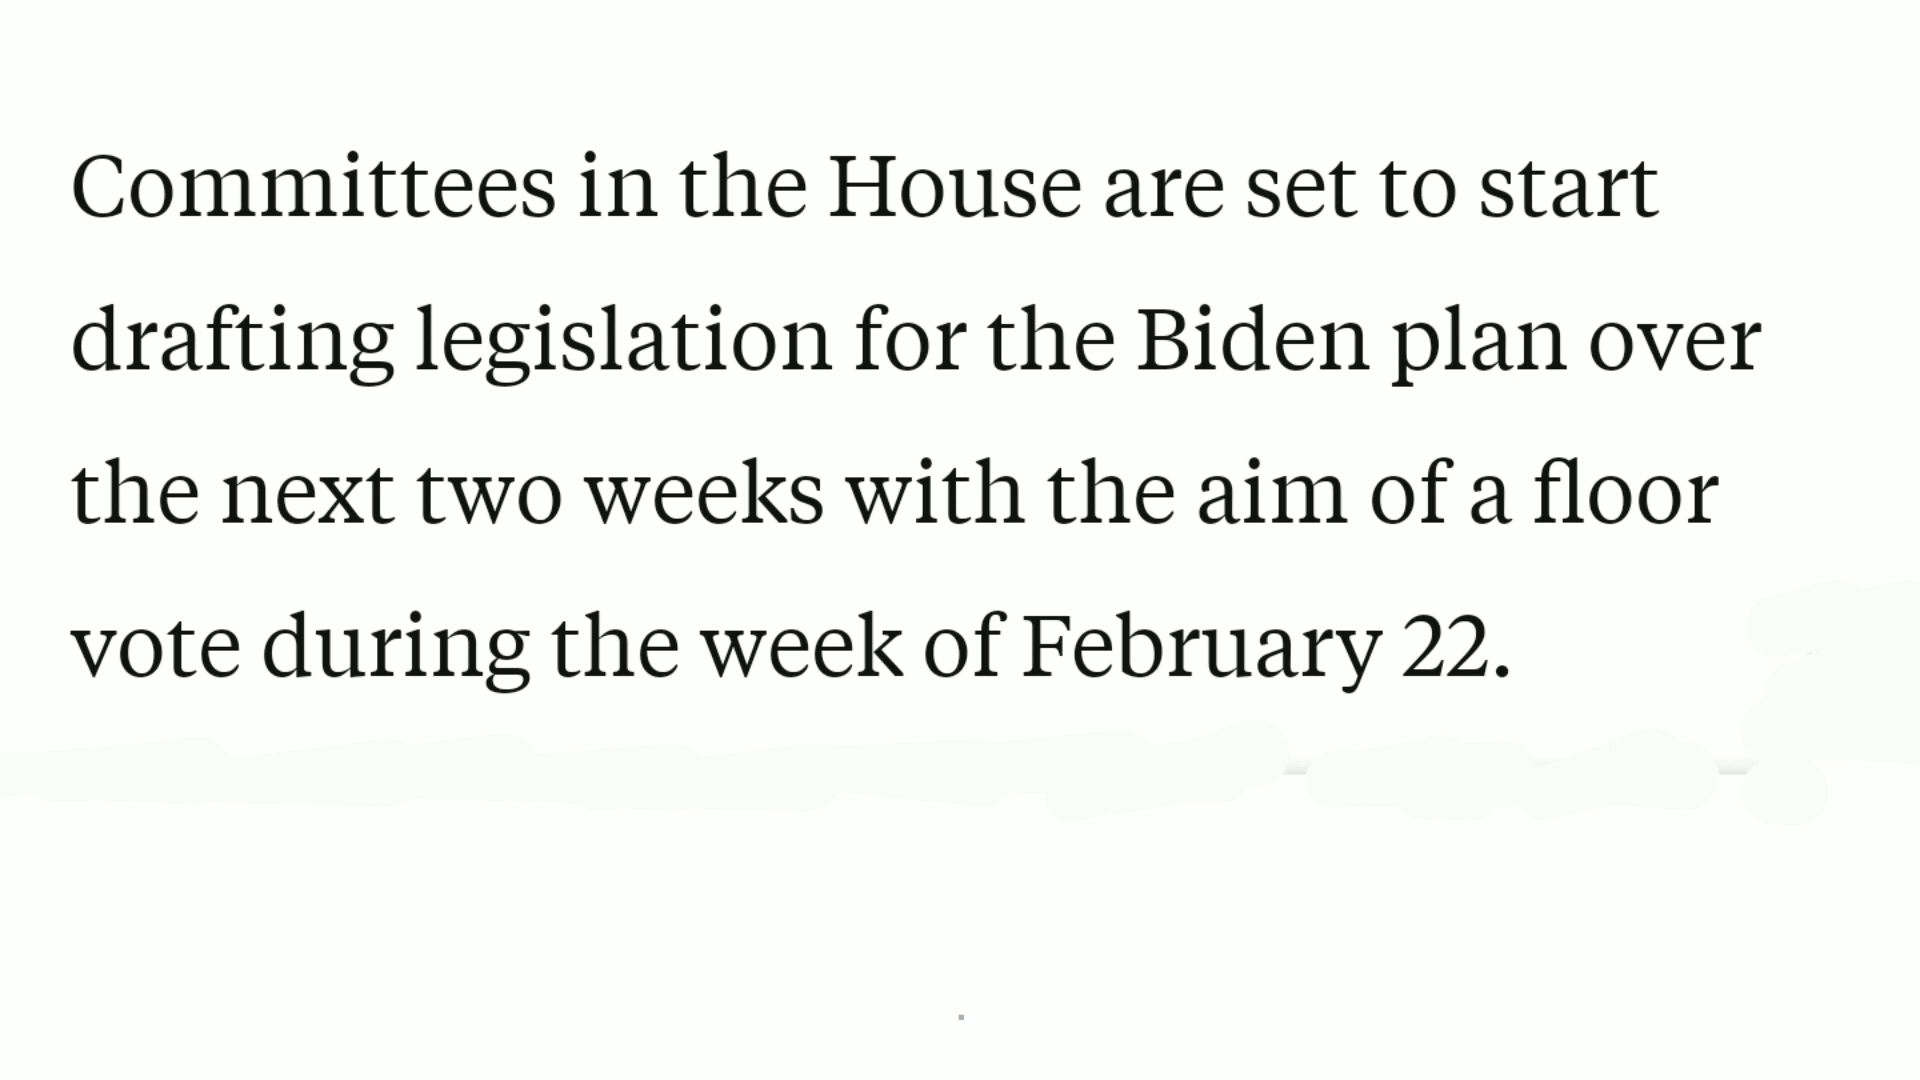 Committees in the House are set to start
drafting legislation for the Biden plan over
the next two weeks with the aim of a floor
vote during the week of February 22.